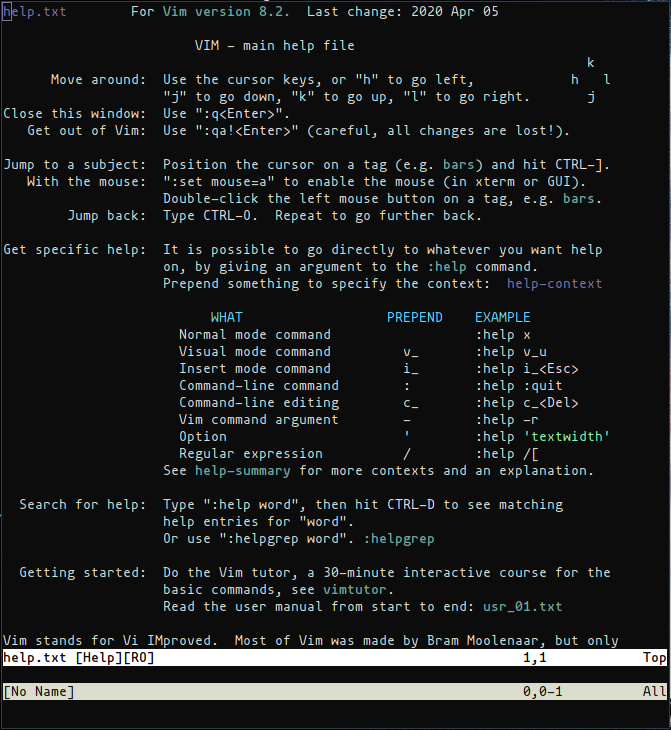 help.txt For Vim version 8.2. Last change: 2020 Apr 05
VIM - main help file
k
Move around: Use the cursor keys, or "h" to go left, h l
"j" to go down, "k" to go up, "l" to go right. j
Close this window: Use ":q<Enter>".
Get out of Vim: Use ":qa!<Enter>" (careful, all changes are lost!).
Jump to a subject: Position the cursor on a tag (e.g. bars) and hit CTRL-].
With the mouse: ":set mouse=a" to enable the mouse (in xterm or GUI).
Double-click the left mouse button on a tag, e.g. bars.
Jump back: Type CTRL-O. Repeat to go further back.
Get specific help: It is possible to go directly to whatever you want help
on, by giving an argument to the :help command.
Prepend something to specify the context: help-context
WHAT PREPEND EXAMPLE
Normal mode command :help x
Visual mode command v_ :help v_u
Insert mode command i_ :help i_<Esc>
Command-line command : :help :quit
Command-line editing c_ :help c_<Del>
Vim command argument - :help -r
Option ' :help 'textwidth'
Regular expression / :help /[
See help-summary for more contexts and an explanation.
Search for help: Type ":help word", then hit CTRL-D to see matching
help entries for "word".
Or use ":helpgrep word". :helpgrep
Getting started: Do the Vim tutor, a 30-minute interactive course for the
basic commands, see vimtutor.
Read the user manual from start to end: usr_01.txt
Vim stands for Vi IMproved. Most of Vim was made by Bram Moolenaar, but only
help.txt [Help][RO] 1,1 Top
[No Name] 0,0-1 All